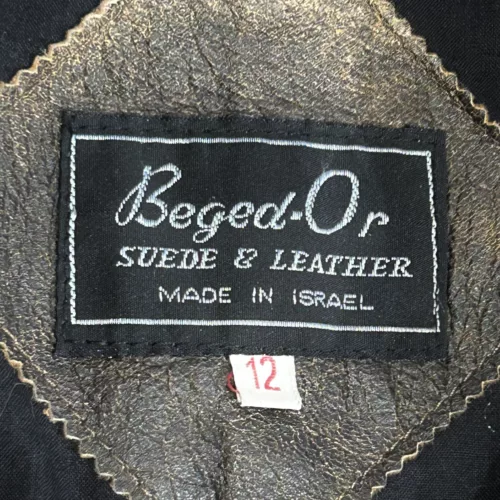 Beged-Or
SUEDE & LEATHER
MADE IN ISRAEL
12